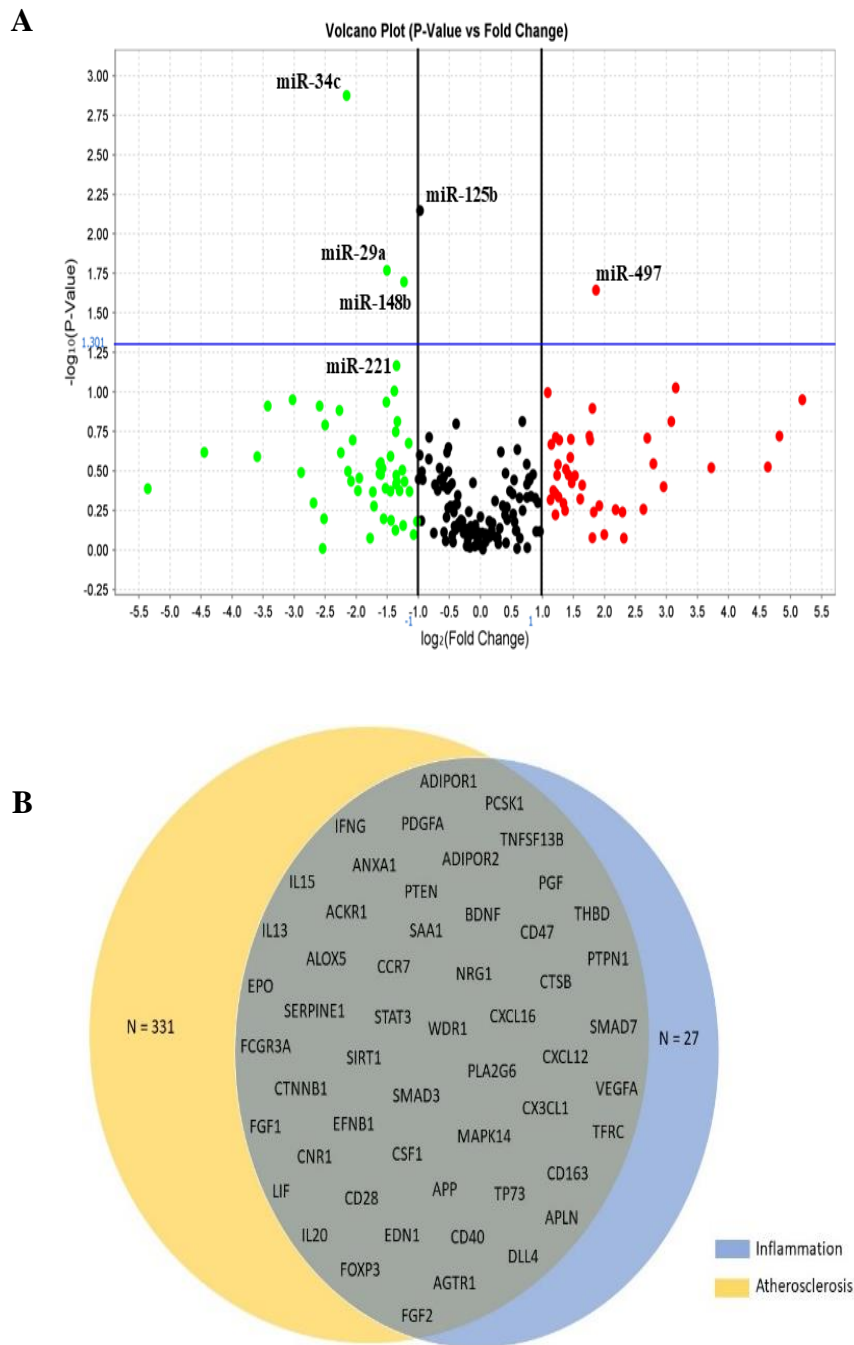 A
Volcano Plot (P-Value vs Fold Change)
3.00
miR-34c
2.75
2.50
2.25
miR-125b
2.00
miR-29a
1.75
miR-497
miR-148b
1.50
1.301
1.25
miR-221
1.00
0.75
0.50
0.25
0.00
-0.25
-log₁₀(P-Value)
-5.5 -5.0 -4.5 -4.0 -3.5 -3.0 -2.5 -2.0 -1.5 -1.0 -0.5 0.0 0.5 1.0 1.5 2.0 2.5 3.0 3.5 4.0 4.5 5.0 5.5
-1 1
log₂(Fold Change)
B
ADIPOR1
PCSK1
IFNG PDGFA
TNFSF13B
ANXA1 ADIPOR2
IL15 PTEN PGF
ACKR1 BDNF THBD
IL13 SAA1 CD47
ALOX5 CCR7 NRG1 CTSB PTPN1
EPO
SERPINE1 STAT3 WDR1 CXCL16 SMAD7
N = 331 N = 27
FCGR3A SIRT1 PLA2G6 CXCL12
CTNNB1 SMAD3 VEGFA
FGF1 EFNB1 MAPK14 CX3CL1 TFRC
CNR1 CSF1
CD163
LIF CD28 APP TP73
APLN
IL20 EDN1 CD40
DLL4
FOXP3 AGTR1
FGF2
Inflammation
Atherosclerosis